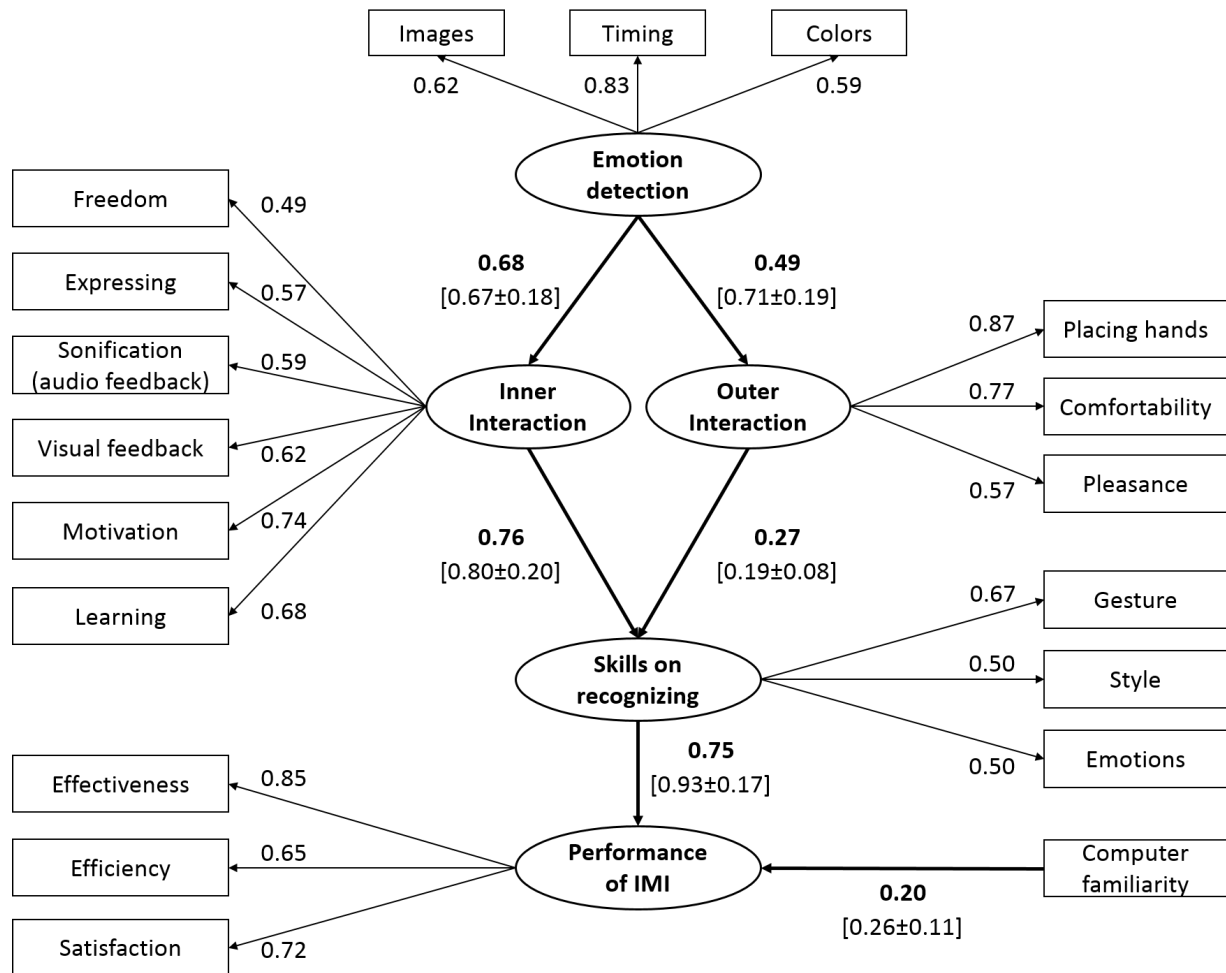 Images
Timing
Colors
0.62
0.83
0.59
Emotion
detection
Freedom
0.49
Expressing
0.57
Sonification
(audio feedback)
0.59
Visual feedback
0.62
Motivation
0.74
Learning
0.68
0.68
[0.67±0.18]
0.49
[0.71±0.19]
Inner
Interaction
Outer
Interaction
0.87
Placing hands
0.77
Comfortability
0.57
Pleasance
0.76
[0.80±0.20]
0.27
[0.19±0.08]
Skills on
recognizing
0.67
Gesture
0.50
Style
0.50
Emotions
0.75
[0.93±0.17]
Effectiveness
0.85
Efficiency
0.65
Satisfaction
0.72
Performance
of IMI
Computer
familiarity
0.20
[0.26±0.11]